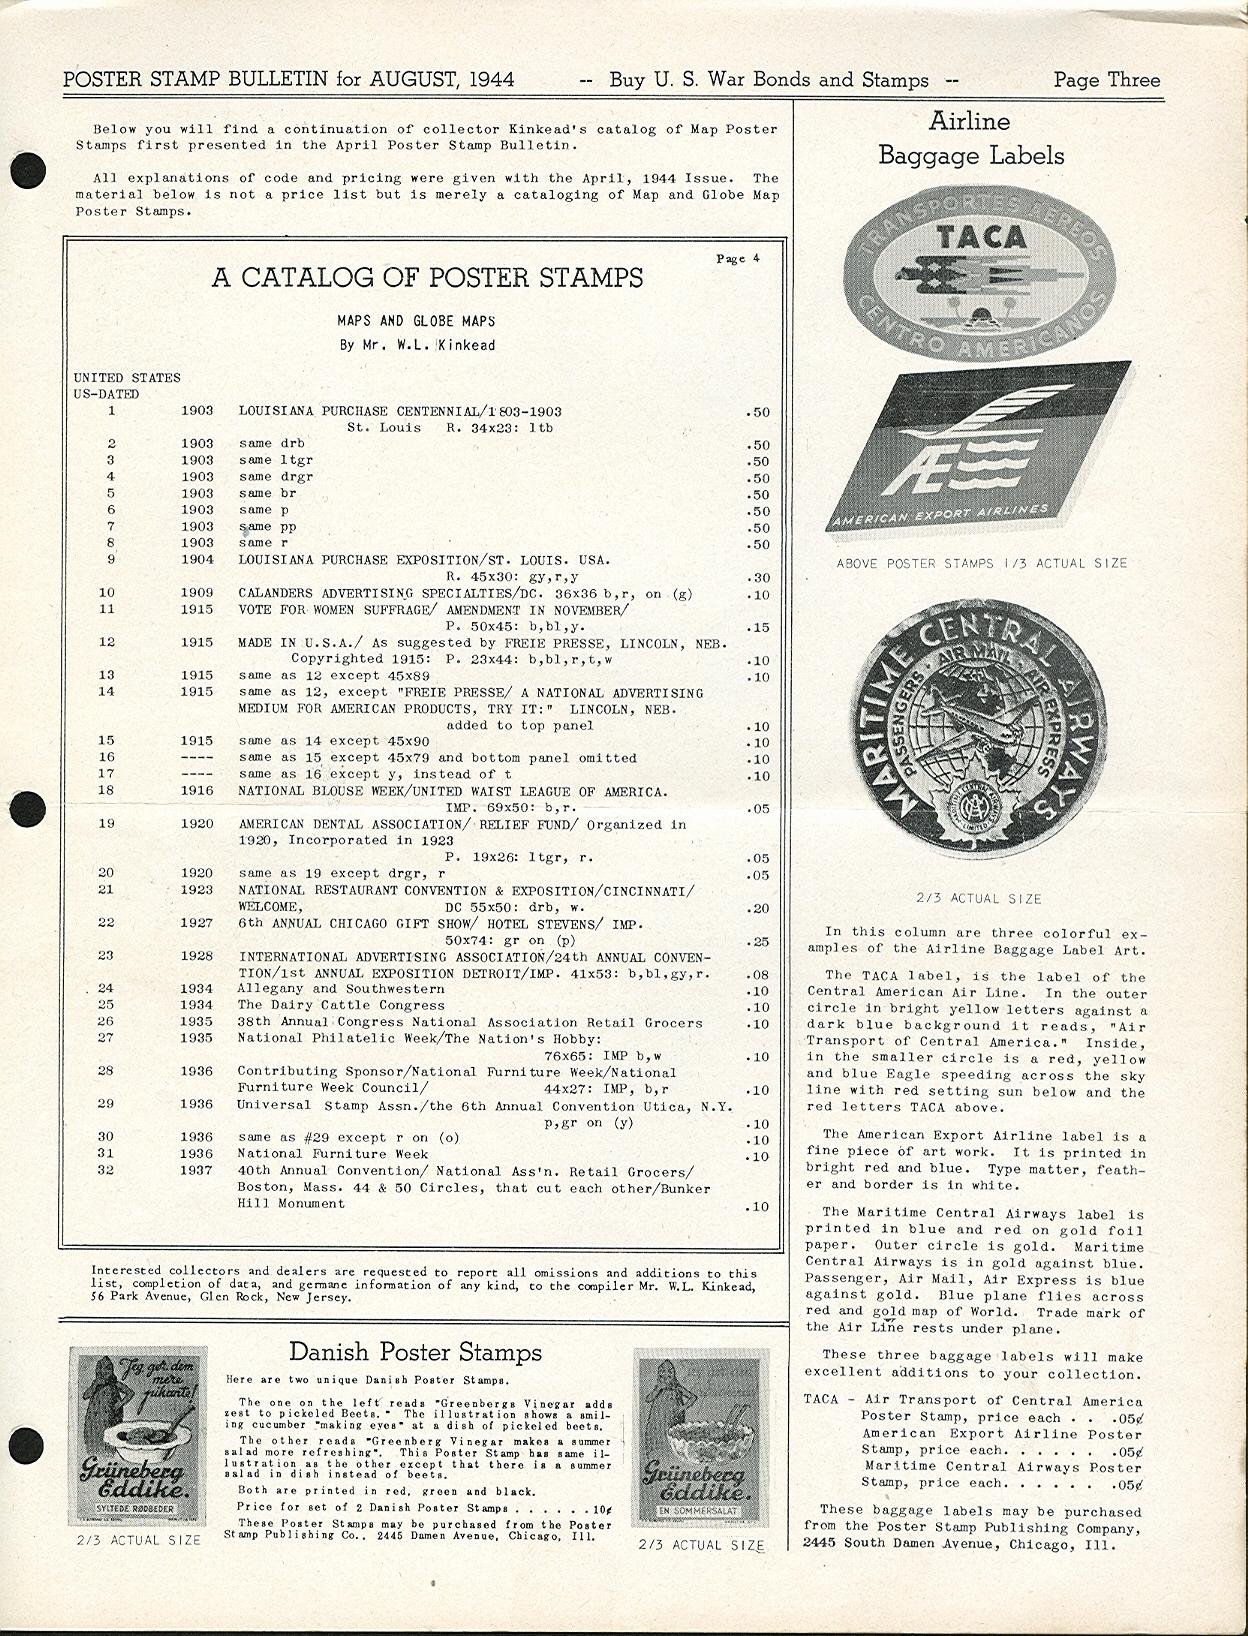 POSTER STAMP BULLETIN for AUGUST, 1944 -- Buy U. S. War Bonds and Stamps -- Page Three
Below you will find a continuation of collector Kinkead's catalog of Map Poster
Stamps first presented in the April Poster Stamp Bulletin.
All explanations of code and pricing were given with the April, 1944 Issue. The
material below is not a price list but is merely a cataloging of Map and Globe Map
Poster Stamps.
Page 4
A CATALOG OF POSTER STAMPS
MAPS AND GLOBE MAPS
By Mr. W.L. Kinkead
UNITED STATES
US-DATED
1 1903 LOUISIANA PURCHASE CENTENNIAL/1803-1903 .50
St. Louis R. 34x23: ltb
2 1903 same drb .50
3 1903 same ltgr .50
4 1903 same drgr .50
5 1903 same br .50
6 1903 same p .50
7 1903 same pp .50
8 1903 same r .50
9 1904 LOUISIANA PURCHASE EXPOSITION/ST. LOUIS. USA.
R. 45x30: gy,r,y .30
10 1909 CALANDERS ADVERTISING SPECIALTIES/DC. 36x36 b,r, on (g) .10
11 1915 VOTE FOR WOMEN SUFFRAGE/ AMENDMENT IN NOVEMBER/
P. 50x45: b,bl,y. .15
12 1915 MADE IN U.S.A./ As suggested by FREIE PRESSE, LINCOLN, NEB.
Copyrighted 1915: P. 23x44: b,bl,r,t,w .10
13 1915 same as 12 except 45x89 .10
14 1915 same as 12, except "FREIE PRESSE/ A NATIONAL ADVERTISING
MEDIUM FOR AMERICAN PRODUCTS, TRY IT:" LINCOLN, NEB.
added to top panel .10
15 1915 same as 14 except 45x90 .10
16 ---- same as 15 except 45x79 and bottom panel omitted .10
17 ---- same as 16 except y, instead of t .10
18 1916 NATIONAL BLOUSE WEEK/UNITED WAIST LEAGUE OF AMERICA.
IMP. 69x50: b,r. .05
19 1920 AMERICAN DENTAL ASSOCIATION/ RELIEF FUND/ Organized in
1920, Incorporated in 1923
P. 19x26: ltgr, r. .05
20 1920 same as 19 except drgr, r .05
21 1923 NATIONAL RESTAURANT CONVENTION & EXPOSITION/CINCINNATI/
WELCOME, DC 55x50: drb, w. .20
22 1927 6th ANNUAL CHICAGO GIFT SHOW/ HOTEL STEVENS/ IMP.
50x74: gr on (p) .25
23 1928 INTERNATIONAL ADVERTISING ASSOCIATION/24th ANNUAL CONVEN-
TION/1st ANNUAL EXPOSITION DETROIT/IMP. 41x53: b,bl,gy,r. .08
24 1934 Allegany and Southwestern .10
25 1934 The Dairy Cattle Congress .10
26 1935 38th Annual Congress National Association Retail Grocers .10
27 1935 National Philatelic Week/The Nation's Hobby:
76x65: IMP b,w .10
28 1936 Contributing Sponsor/National Furniture Week/National
Furniture Week Council/ 44x27: IMP, b,r .10
29 1936 Universal Stamp Assn./the 6th Annual Convention Utica, N.Y.
p,gr on (y) .10
30 1936 same as #29 except r on (o) .10
31 1936 National Furniture Week .10
32 1937 40th Annual Convention/ National Ass'n. Retail Grocers/
Boston, Mass. 44 & 50 Circles, that cut each other/Bunker
Hill Monument .10
Interested collectors and dealers are requested to report all omissions and additions to this
list, completion of data, and germane information of any kind, to the compiler Mr. W.L. Kinkead,
56 Park Avenue, Glen Rock, New Jersey.
Jeg gør dem
mere
pikante!
Grüneberg
Eddike.
SYLTEDE RØDBEDER
2/3 ACTUAL SIZE
Danish Poster Stamps
Here are two unique Danish Poster Stamps.
The one on the left reads "Greenbergs Vinegar adds
zest to pickeled Beets." The illustration shows a smil-
ing cucumber "making eyes" at a dish of pickeled beets.
The other reads "Greenberg Vinegar makes a summer
salad more refreshing". This Poster Stamp has same il-
lustration as the other except that there is a summer
salad in dish instead of beets.
Both are printed in red, green and black.
Price for set of 2 Danish Poster Stamps . . . . . . . 10¢
These Poster Stamps may be purchased from the Poster
Stamp Publishing Co., 2445 Damen Avenue, Chicago, Ill.
Grüneberg
Eddike.
EN SOMMERSALAT
2/3 ACTUAL SIZE
Airline
Baggage Labels
TRANSPORTES AEREOS
TACA
CENTRO AMERICANOS
AE
AMERICAN EXPORT AIRLINES
ABOVE POSTER STAMPS 1/3 ACTUAL SIZE
MARITIME CENTRAL AIRWAYS
PASSENGERS · AIR MAIL · AIR EXPRESS
2/3 ACTUAL SIZE
In this column are three colorful ex-
amples of the Airline Baggage Label Art.
The TACA label, is the label of the
Central American Air Line. In the outer
circle in bright yellow letters against a
dark blue background it reads, "Air
Transport of Central America." Inside,
in the smaller circle is a red, yellow
and blue Eagle speeding across the sky
line with red setting sun below and the
red letters TACA above.
The American Export Airline label is a
fine piece of art work. It is printed in
bright red and blue. Type matter, feath-
er and border is in white.
The Maritime Central Airways label is
printed in blue and red on gold foil
paper. Outer circle is gold. Maritime
Central Airways is in gold against blue.
Passenger, Air Mail, Air Express is blue
against gold. Blue plane flies across
red and gold map of World. Trade mark of
the Air Line rests under plane.
These three baggage labels will make
excellent additions to your collection.
TACA - Air Transport of Central America
Poster Stamp, price each . . .05¢
American Export Airline Poster
Stamp, price each. . . . . . .05¢
Maritime Central Airways Poster
Stamp, price each. . . . . . .05¢
These baggage labels may be purchased
from the Poster Stamp Publishing Company,
2445 South Damen Avenue, Chicago, Ill.